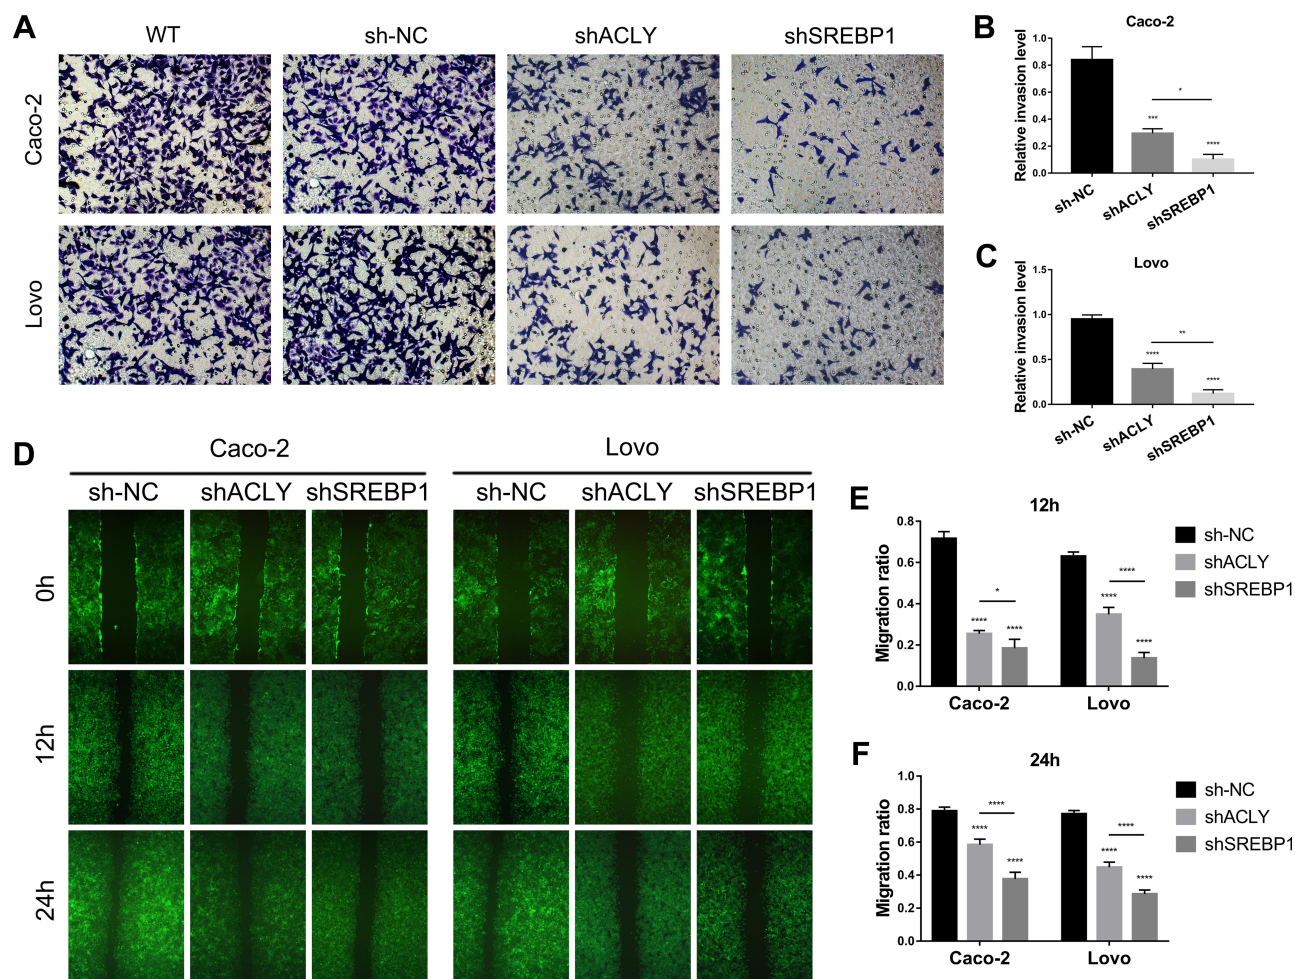 A
WT
sh-NC
shACLY
shSREBP1
Caco-2
Lovo
B
Caco-2
Relative invasion level
1.0
0.8
0.6
0.4
0.2
0.0
*
***
****
sh-NC
shACLY
shSREBP1
C
Lovo
Relative invasion level
1.5
1.0
0.5
0.0
**
****
****
sh-NC
shACLY
shSREBP1
D
Caco-2
Lovo
sh-NC
shACLY
shSREBP1
sh-NC
shACLY
shSREBP1
0h
12h
24h
E
12h
Migration ratio
0.8
0.6
0.4
0.2
0.0
*
****
****
****
****
****
Caco-2
Lovo
sh-NC
shACLY
shSREBP1
F
24h
Migration ratio
1.0
0.8
0.6
0.4
0.2
0.0
****
****
****
****
****
****
Caco-2
Lovo
sh-NC
shACLY
shSREBP1